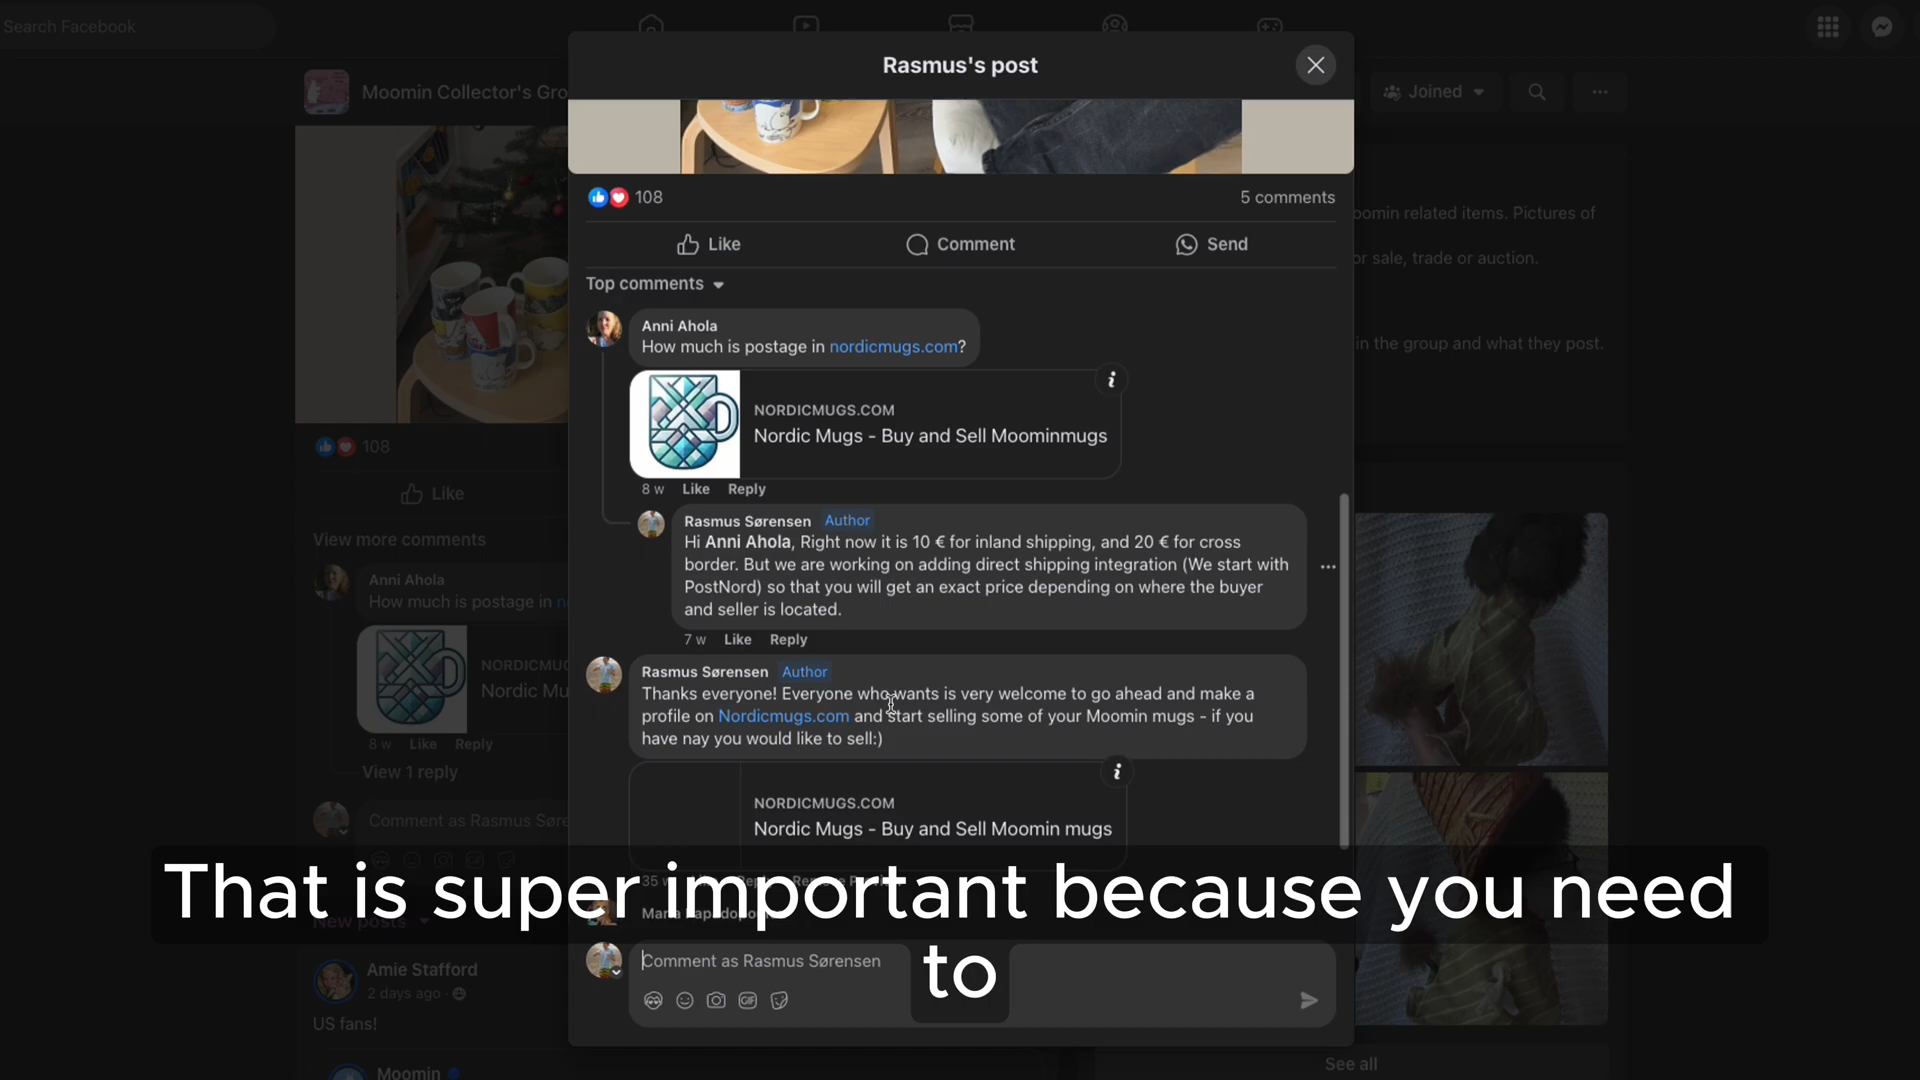 Search Facebook
Rasmus's post
Moomin Collector's Gro
Joined
108
5 comments
Like
Comment
Send
Top comments
Anni Ahola
How much is postage in nordicmugs.com?
NORDICMUGS.COM
Nordic Mugs - Buy and Sell Moominmugs
8 w Like Reply
Rasmus Sørensen Author
Hi Anni Ahola, Right now it is 10 € for inland shipping, and 20 € for cross
border. But we are working on adding direct shipping integration (We start with
PostNord) so that you will get an exact price depending on where the buyer
and seller is located.
7 w Like Reply
Rasmus Sørensen Author
Thanks everyone! Everyone who wants is very welcome to go ahead and make a
profile on Nordicmugs.com and start selling some of your Moomin mugs - if you
have nay you would like to sell:)
NORDICMUGS.COM
Nordic Mugs - Buy and Sell Moomin mugs
35 w
Comment as Rasmus Sørensen
GIF
108
Like
View more comments
Anni Ahola
How much is postage in n
NORDICMUG
Nordic Mu
8 w Like Reply
View 1 reply
Comment as Rasmus Søre
New posts
Amie Stafford
2 days ago
US fans!
Moomin
oomin related items. Pictures of
or sale, trade or auction.
in the group and what they post.
See all
That is super important because you need
to